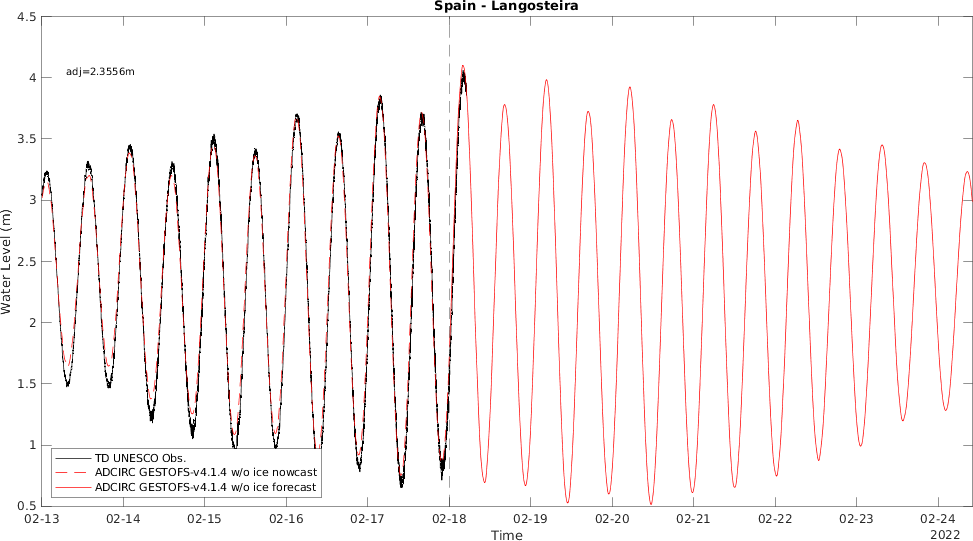 Spain - Langosteira
4.5
adj=2.3556m
4
3.5
3
2.5
2
1.5
1
0.5
Water Level (m)
TD UNESCO Obs.
ADCIRC GESTOFS-v4.1.4 w/o ice nowcast
ADCIRC GESTOFS-v4.1.4 w/o ice forecast
02-13 02-14 02-15 02-16 02-17 02-18 02-19 02-20 02-21 02-22 02-23 02-24
Time
2022